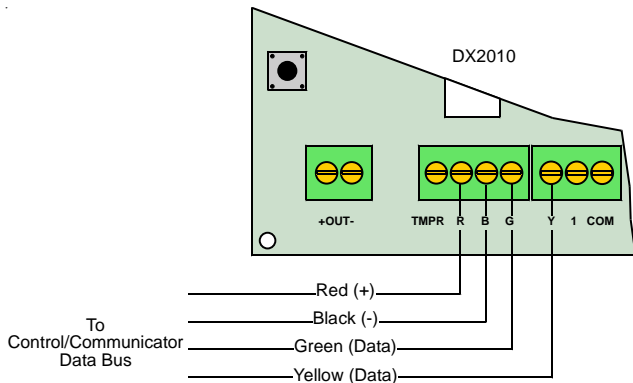 DX2010
+OUT-
TMPR R B G Y 1 COM
Red (+)
Black (-)
Green (Data)
Yellow (Data)
To
Control/Communicator
Data Bus